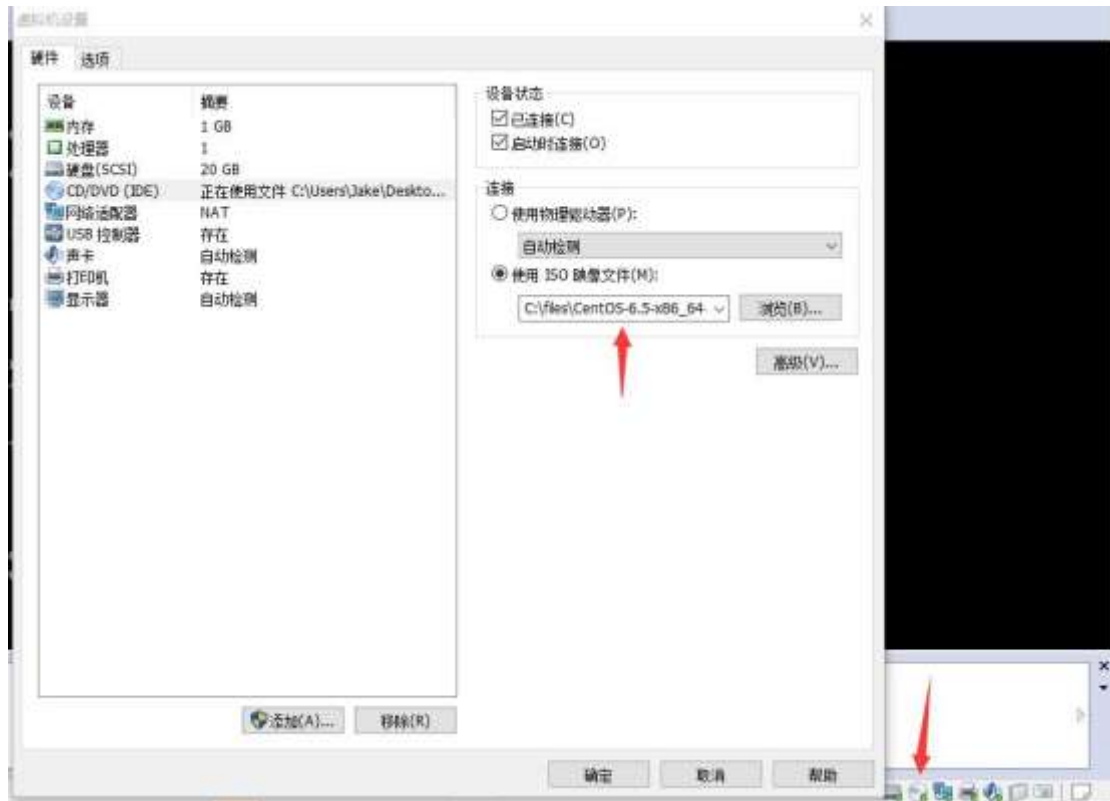 虚拟机设置
硬件 选项
设备 摘要
内存 1 GB
处理器 1
硬盘(SCSI) 20 GB
CD/DVD (IDE) 正在使用文件 C:\Users\Jake\Deskto...
网络适配器 NAT
USB 控制器 存在
声卡 自动检测
打印机 存在
显示器 自动检测
添加(A)... 移除(R)
设备状态
已连接(C)
启动时连接(O)
连接
使用物理驱动器(P):
自动检测
使用 ISO 映像文件(M):
C:\files\CentOS-6.5-x86_64- 浏览(B)...
高级(V)...
确定 取消 帮助